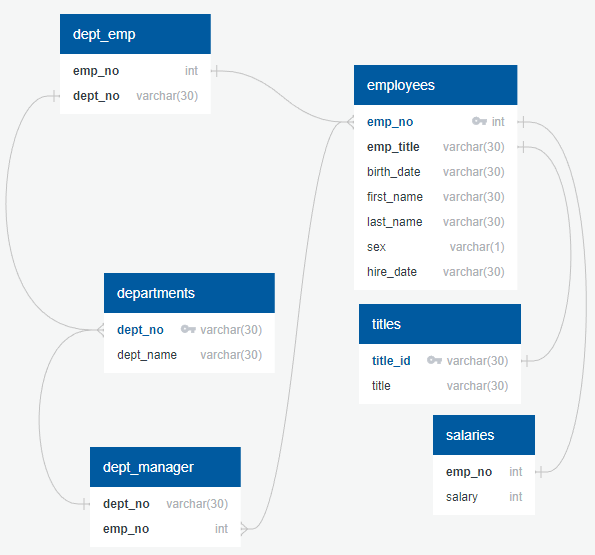 dept_emp
emp_no int
dept_no varchar(30)
employees
emp_no int
emp_title varchar(30)
birth_date varchar(30)
first_name varchar(30)
last_name varchar(30)
sex varchar(1)
hire_date varchar(30)
departments
dept_no varchar(30)
dept_name varchar(30)
titles
title_id varchar(30)
title varchar(30)
salaries
emp_no int
salary int
dept_manager
dept_no varchar(30)
emp_no int